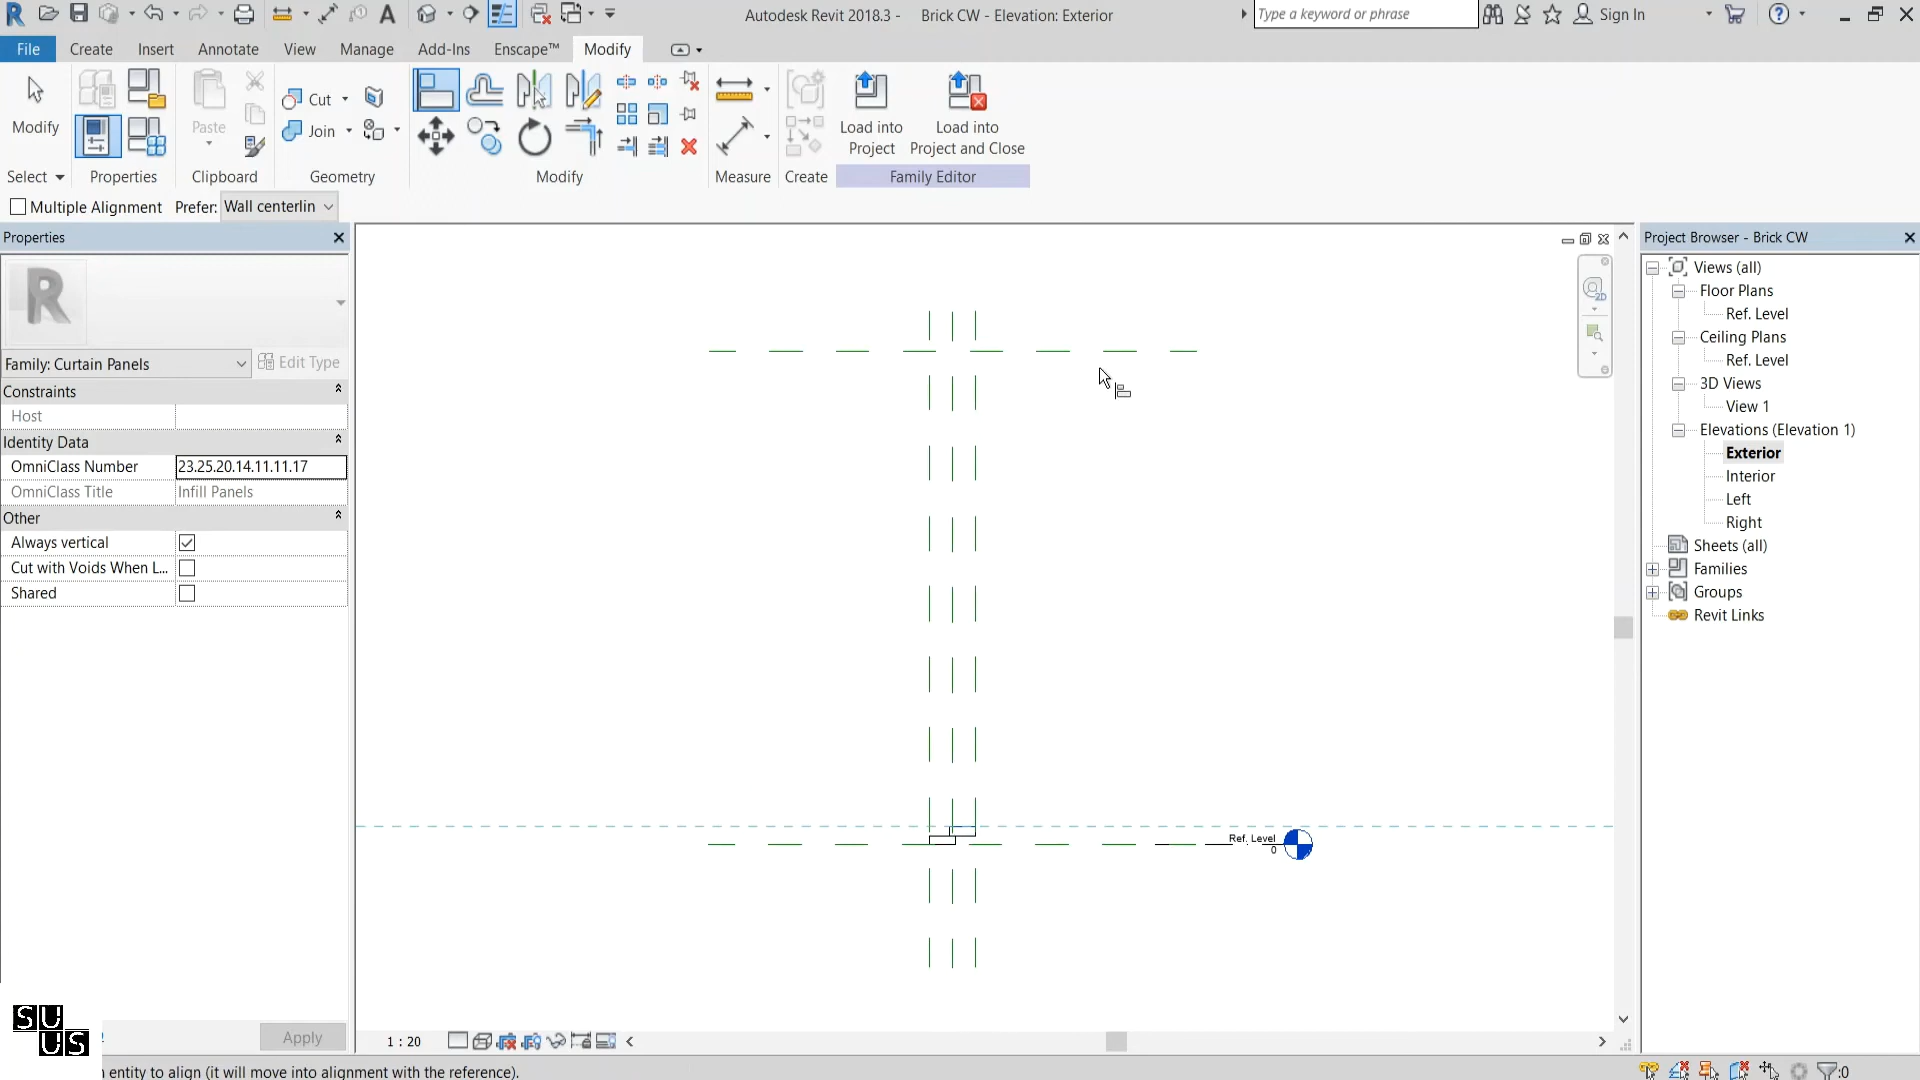 Autodesk Revit 2018.3 - Brick CW - Elevation: Exterior
Type a keyword or phrase
Sign In
File Create Insert Annotate View Manage Add-Ins Enscape™ Modify
Modify
Paste
Cut
Join
Load into Project
Load into Project and Close
Select Properties Clipboard Geometry Modify Measure Create Family Editor
Multiple Alignment Prefer: Wall centerlin
Properties
Family: Curtain Panels
Edit Type
Constraints
Host
Identity Data
OmniClass Number 23.25.20.14.11.11.17
OmniClass Title Infill Panels
Other
Always vertical
Cut with Voids When L...
Shared
Apply
SU
US
2D
Ref. Level
0
1 : 20
Project Browser - Brick CW
Views (all)
Floor Plans
Ref. Level
Ceiling Plans
Ref. Level
3D Views
View 1
Elevations (Elevation 1)
Exterior
Interior
Left
Right
Sheets (all)
Families
Groups
Revit Links
entity to align (it will move into alignment with the reference).
:0